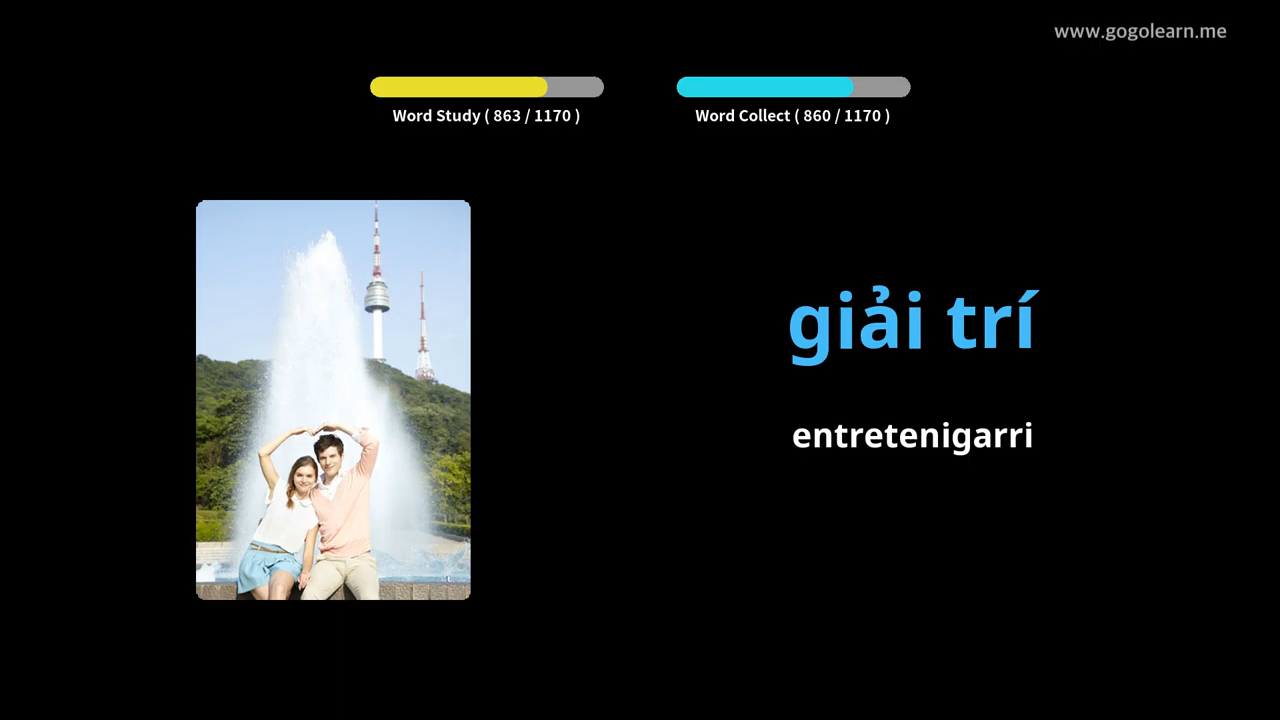 www.gogolearn.me
Word Study ( 863 / 1170 )
Word Collect ( 860 / 1170 )
giải trí
entretenigarri